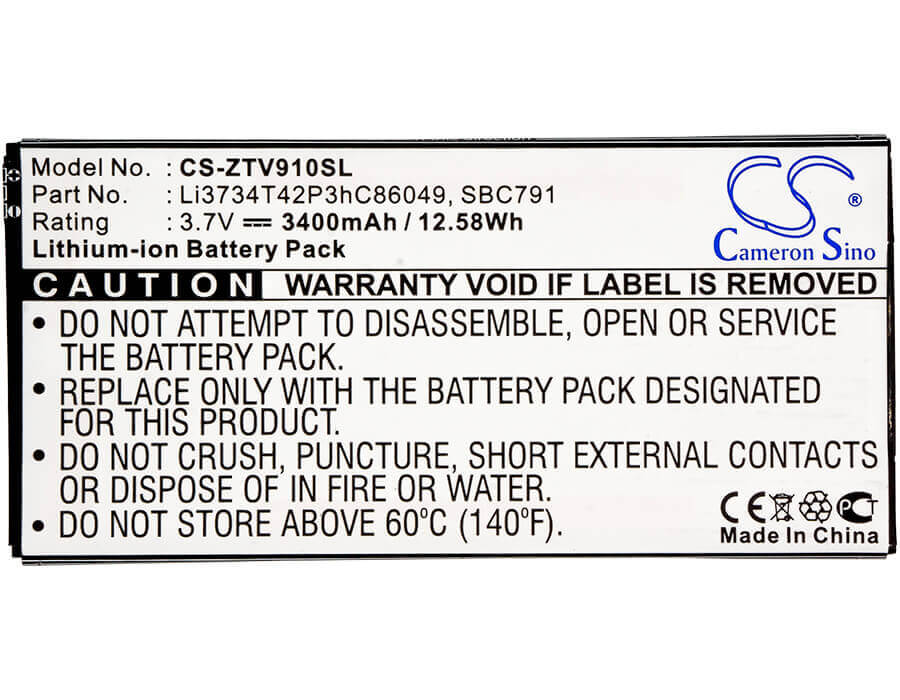 Model No. : CS-ZTV910SL
Part No. : Li3734T42P3hC86049, SBC791
Rating : 3.7V 3400mAh / 12.58Wh
Lithium-ion Battery Pack
CS ®
Cameron Sino
CAUTION WARRANTY VOID IF LABEL IS REMOVED
• DO NOT ATTEMPT TO DISASSEMBLE, OPEN OR SERVICE
THE BATTERY PACK.
• REPLACE ONLY WITH THE BATTERY PACK DESIGNATED
FOR THIS PRODUCT.
• DO NOT CRUSH, PUNCTURE, SHORT EXTERNAL CONTACTS
OR DISPOSE OF IN FIRE OR WATER.
• DO NOT STORE ABOVE 60°C (140°F).
CE PCT
Made In China